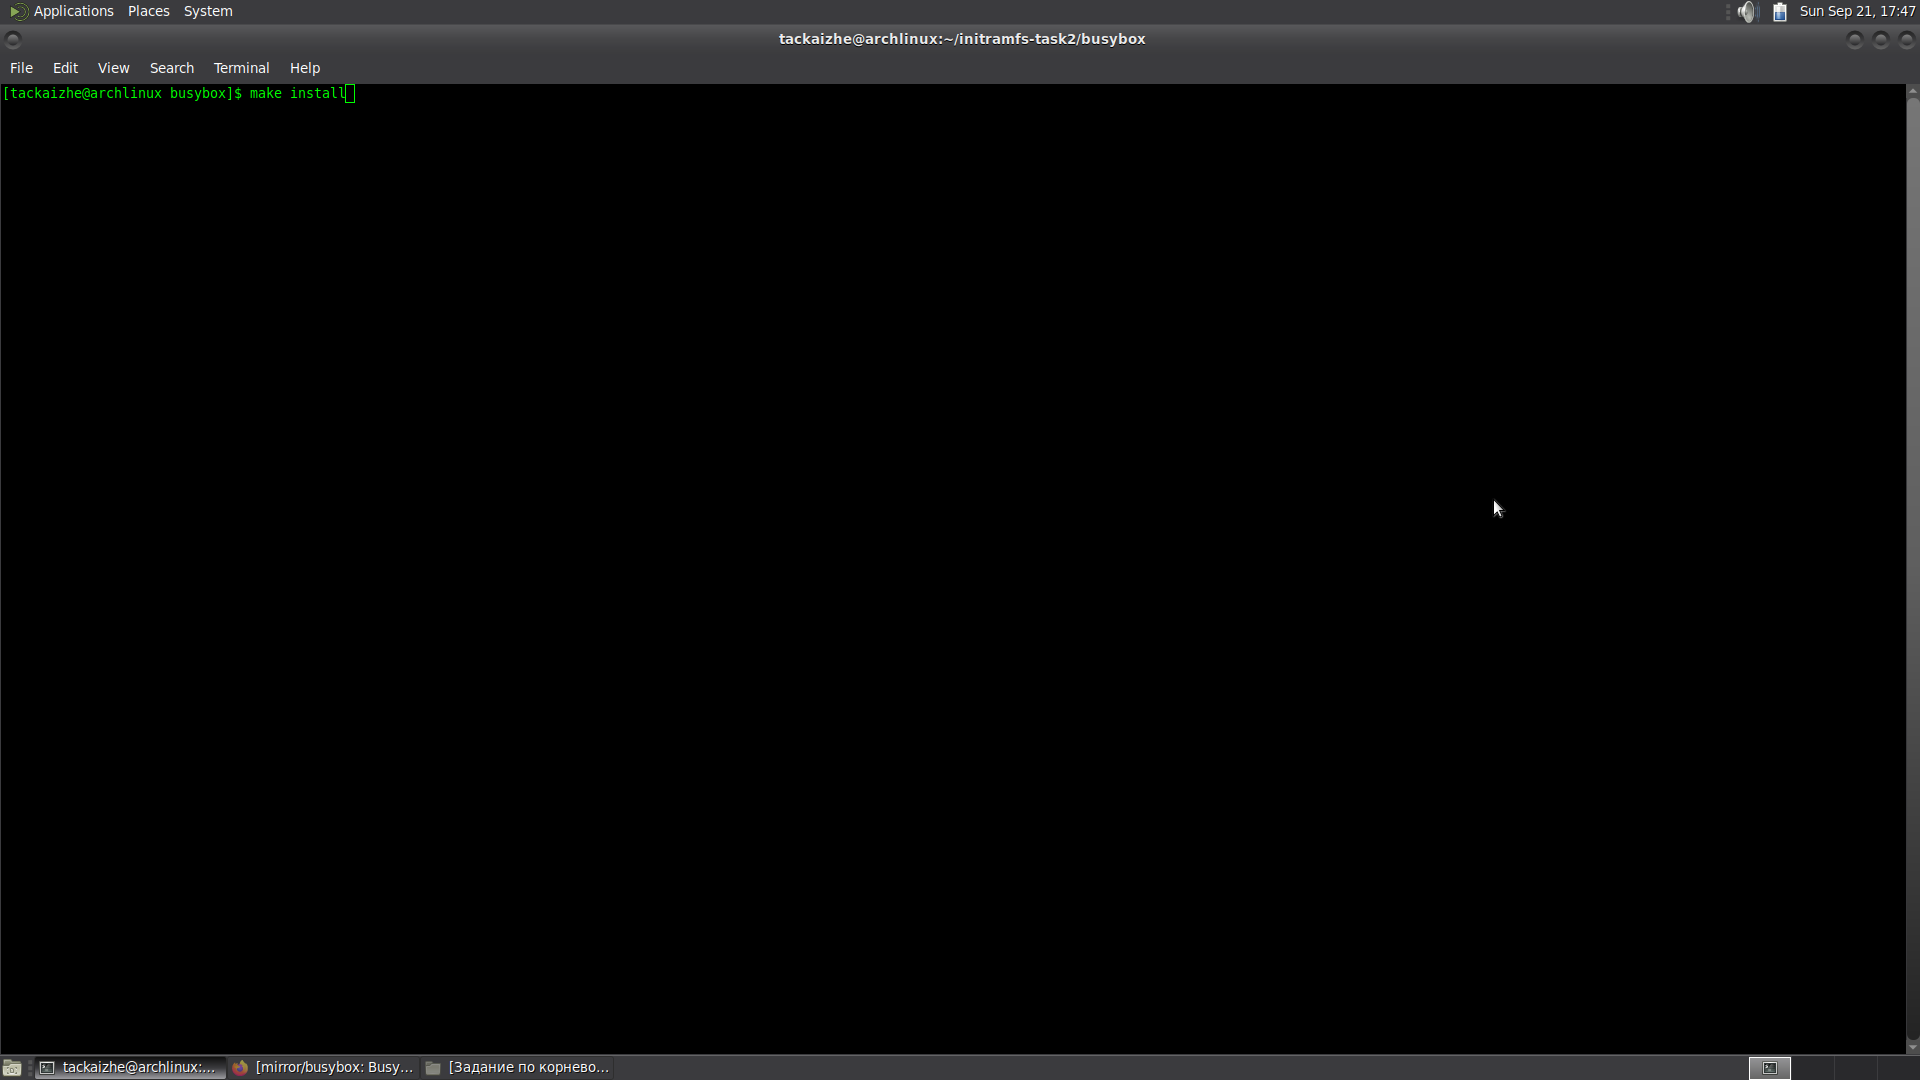 Applications Places System Sun Sep 21, 17:47
tackaizhe@archlinux:~/initramfs-task2/busybox
File Edit View Search Terminal Help
[tackaizhe@archlinux busybox]$ make install
tackaizhe@archlinux:... [mirror/busybox: Busy... [Задание по корнево...